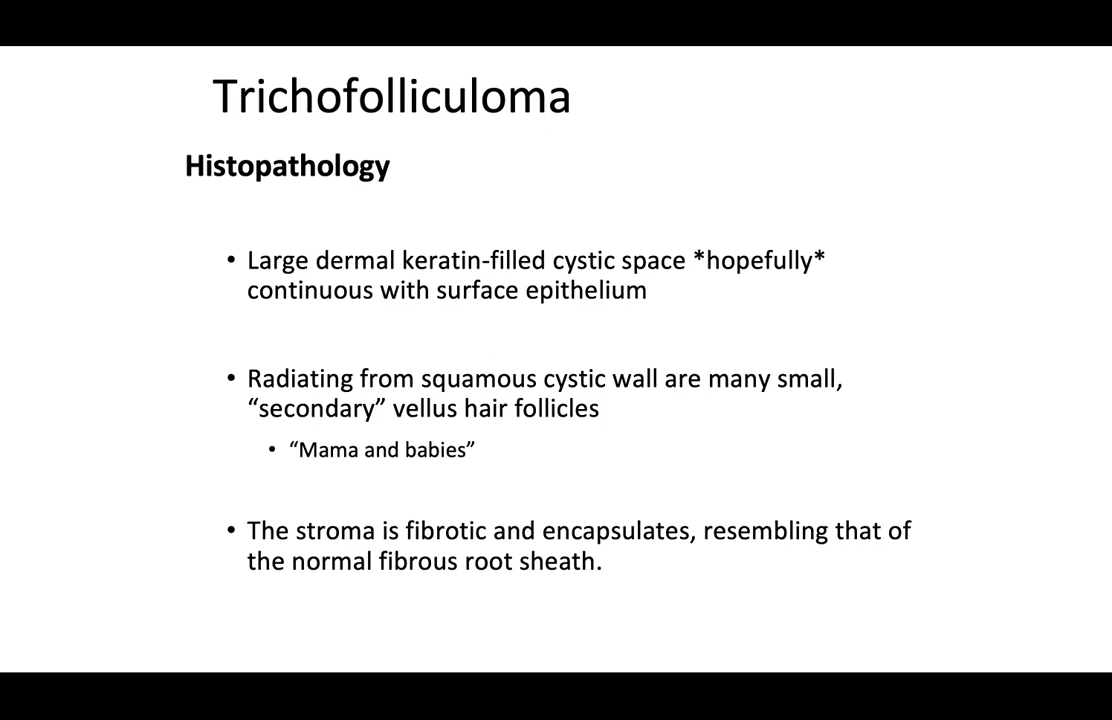 Trichofolliculoma
Histopathology
• Large dermal keratin-filled cystic space *hopefully*
continuous with surface epithelium
• Radiating from squamous cystic wall are many small,
“secondary” vellus hair follicles
• “Mama and babies”
• The stroma is fibrotic and encapsulates, resembling that of
the normal fibrous root sheath.